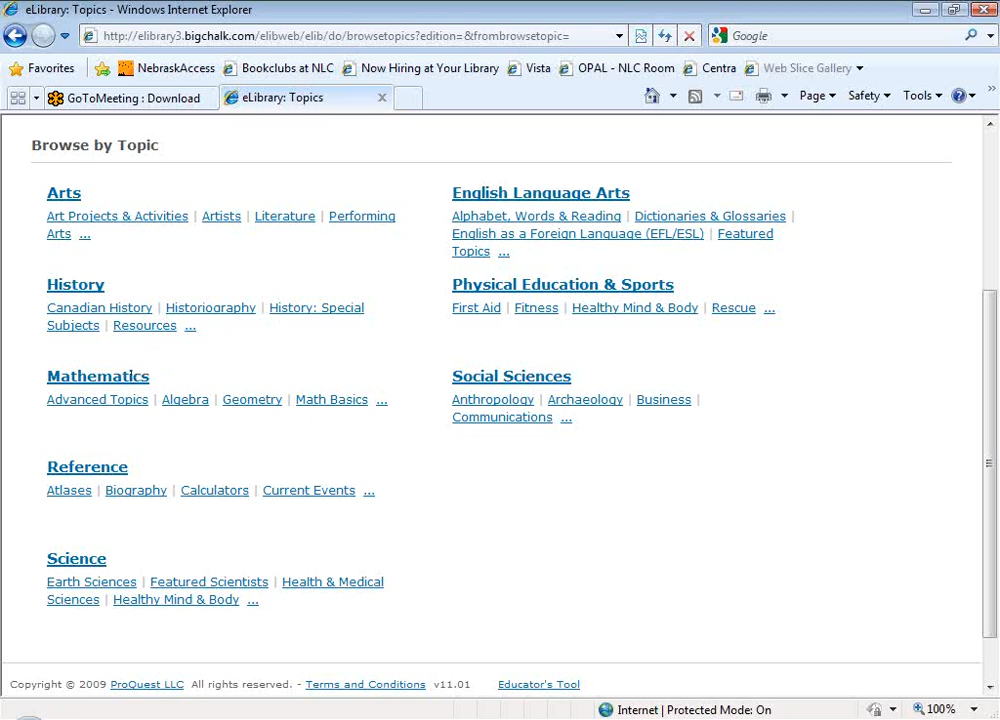 eLibrary: Topics - Windows Internet Explorer
http://elibrary3.bigchalk.com/elibweb/elib/do/browsetopics?edition=&frombrowsetopic=
Google
Favorites
NebraskAccess
Bookclubs at NLC
Now Hiring at Your Library
Vista
OPAL - NLC Room
Centra
Web Slice Gallery
GoToMeeting : Download
eLibrary: Topics
Page
Safety
Tools
Browse by Topic
Arts
Art Projects & Activities | Artists | Literature | Performing
Arts ...
English Language Arts
Alphabet, Words & Reading | Dictionaries & Glossaries |
English as a Foreign Language (EFL/ESL) | Featured
Topics ...
History
Canadian History | Historiography | History: Special
Subjects | Resources ...
Physical Education & Sports
First Aid | Fitness | Healthy Mind & Body | Rescue ...
Mathematics
Advanced Topics | Algebra | Geometry | Math Basics ...
Social Sciences
Anthropology | Archaeology | Business |
Communications ...
Reference
Atlases | Biography | Calculators | Current Events ...
Science
Earth Sciences | Featured Scientists | Health & Medical
Sciences | Healthy Mind & Body ...
Copyright © 2009 ProQuest LLC All rights reserved. - Terms and Conditions v11.01 Educator's Tool
Internet | Protected Mode: On
100%